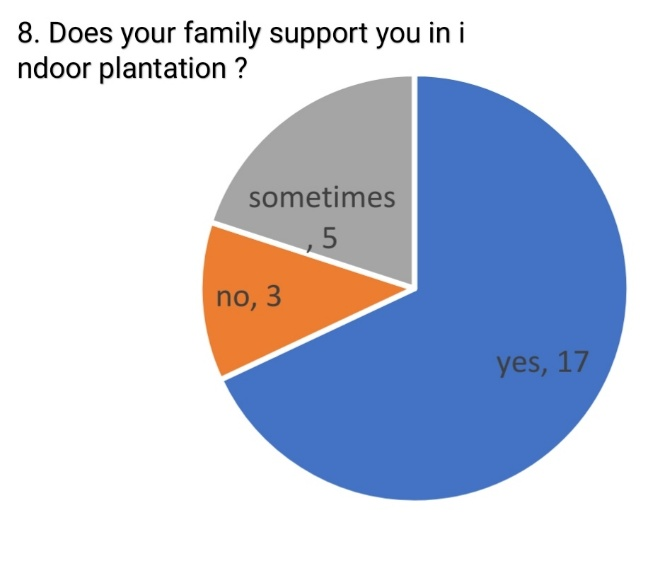 8. Does your family support you in i
ndoor plantation ?
sometimes
, 5
no, 3
yes, 17